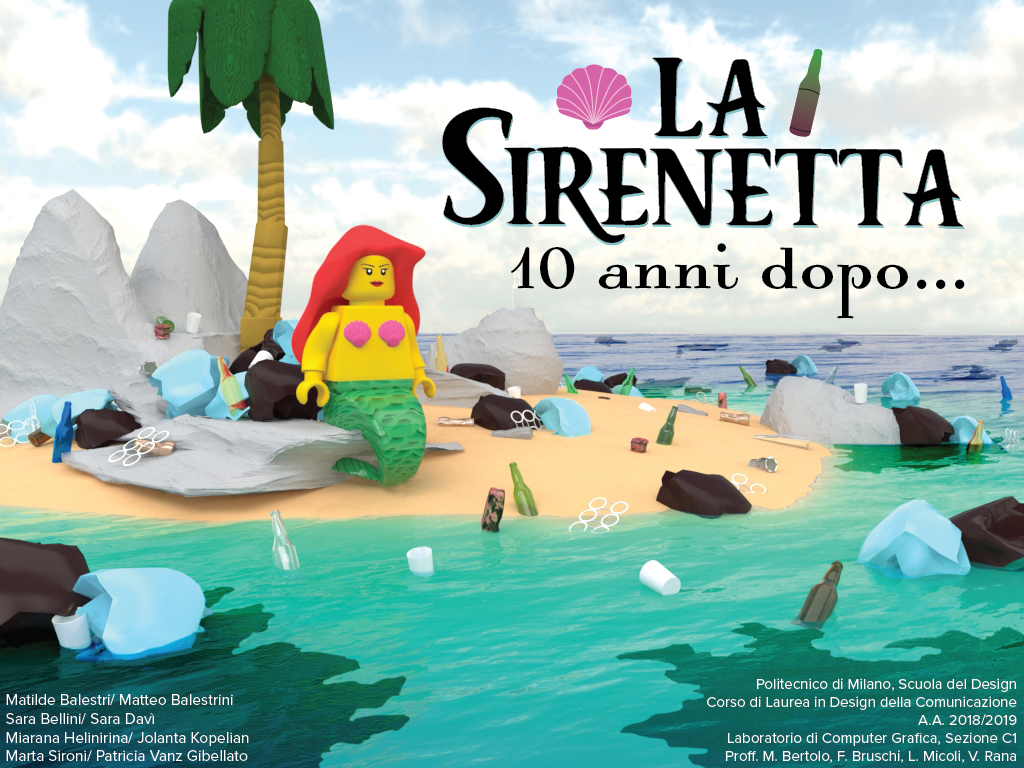 LA
SIRENETTA
10 anni dopo...
Matilde Balestri/ Matteo Balestrini
Sara Bellini/ Sara Davì
Miarana Helinirina/ Jolanta Kopelian
Marta Sironi/ Patricia Vanz Gibellato
Politecnico di Milano, Scuola del Design
Corso di Laurea in Design della Comunicazione
A.A. 2018/2019
Laboratorio di Computer Grafica, Sezione C1
Proff. M. Bertolo, F. Bruschi, L. Micoli, V. Rana